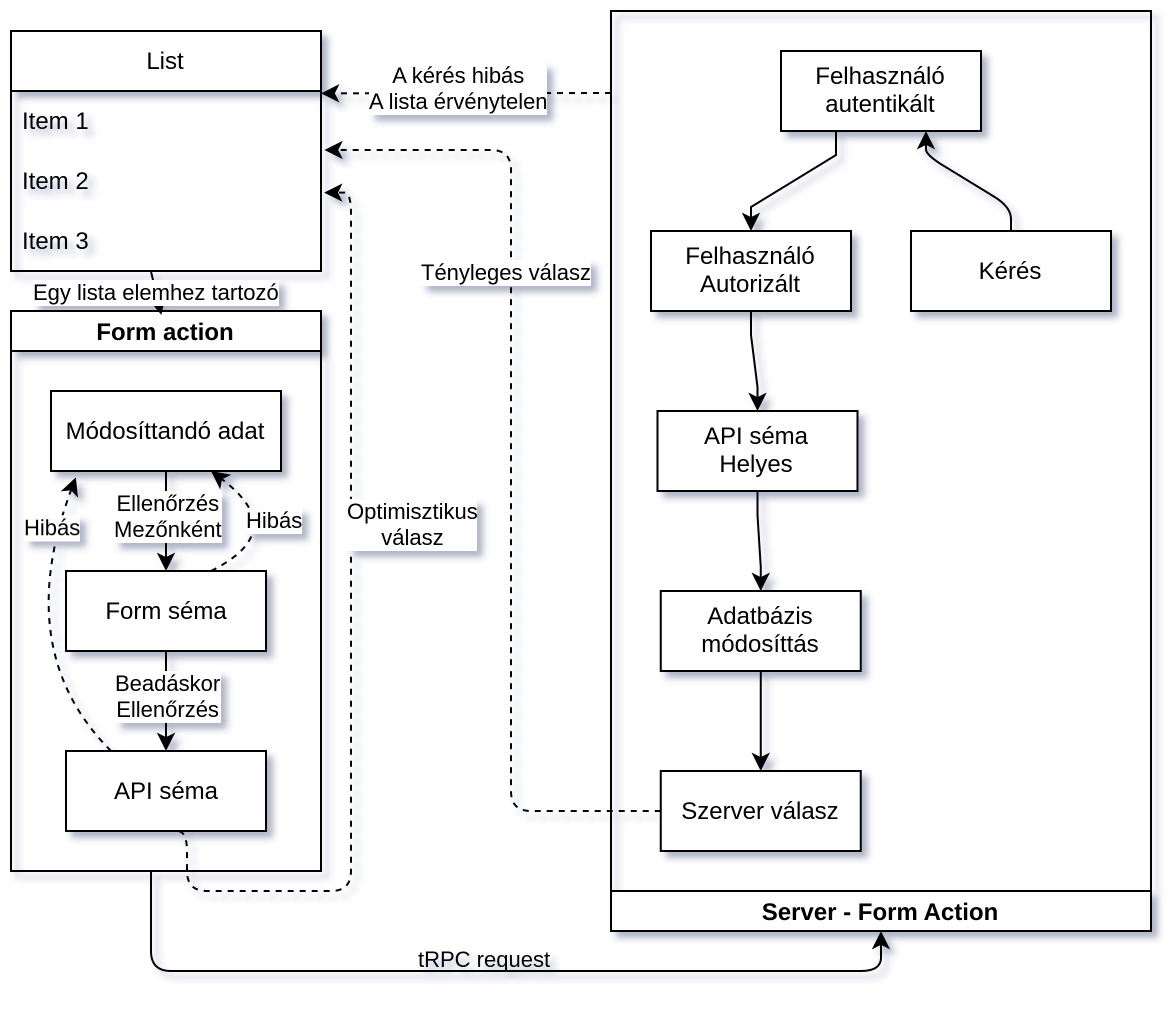 List
Item 1
Item 2
Item 3
Egy lista elemhez tartozó
Form action
Módosíttandó adat
Hibás
Ellenőrzés
Mezőnként
Hibás
Form séma
Beadáskor
Ellenőrzés
API séma
A kérés hibás
A lista érvénytelen
Tényleges válasz
Optimisztikus
válasz
tRPC request
Felhasználó
autentikált
Felhasználó
Autorizált
Kérés
API séma
Helyes
Adatbázis
módosíttás
Szerver válasz
Server - Form Action